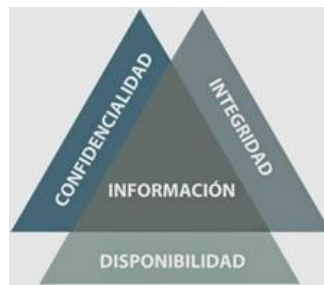 CONFIDENCIALIDAD
INTEGRIDAD
INFORMACIÓN
DISPONIBILIDAD